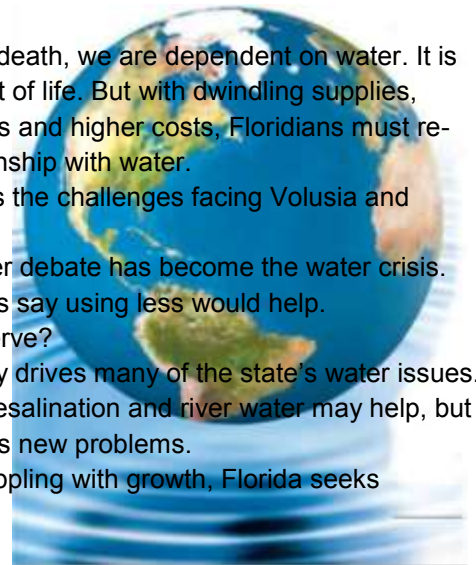 death, we are dependent on water. It is
t of life. But with dwindling supplies,
s and higher costs, Floridians must re-
nship with water.
s the challenges facing Volusia and
er debate has become the water crisis.
s say using less would help.
rve?
y drives many of the state's water issues.
esalination and river water may help, but
s new problems.
ppling with growth, Florida seeks